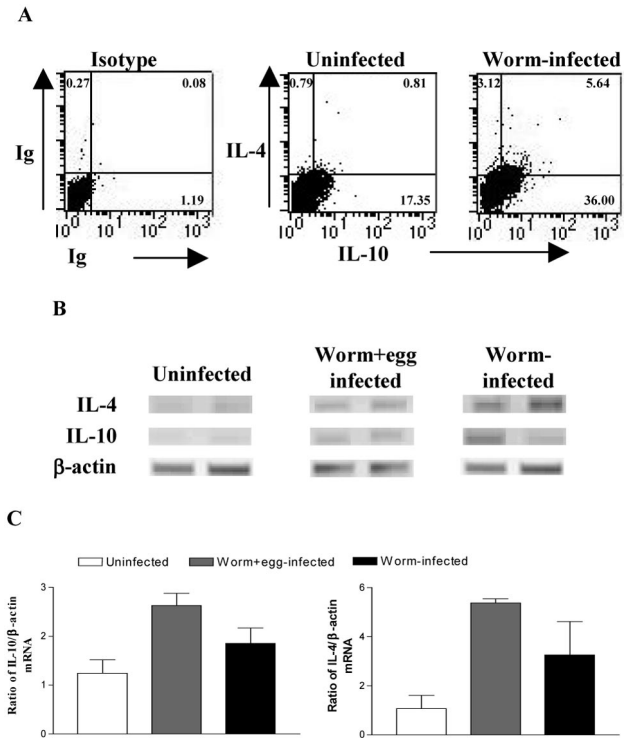 A
Isotype Uninfected Worm-infected
0.27 0.08 0.79 0.81 3.12 5.64
Ig IL-4
1.19 17.35 36.00
10⁰ 10¹ 10² 10³ 10⁰ 10¹ 10² 10³ 10⁰ 10¹ 10² 10³
Ig IL-10
B
Uninfected Worm+egg infected Worm-infected
IL-4
IL-10
β-actin
C
Uninfected Worm+egg-infected Worm-infected
Ratio of IL-10/β-actin
mRNA
3
2
1
0
Ratio of IL-4/β-actin
mRNA
6
4
2
0